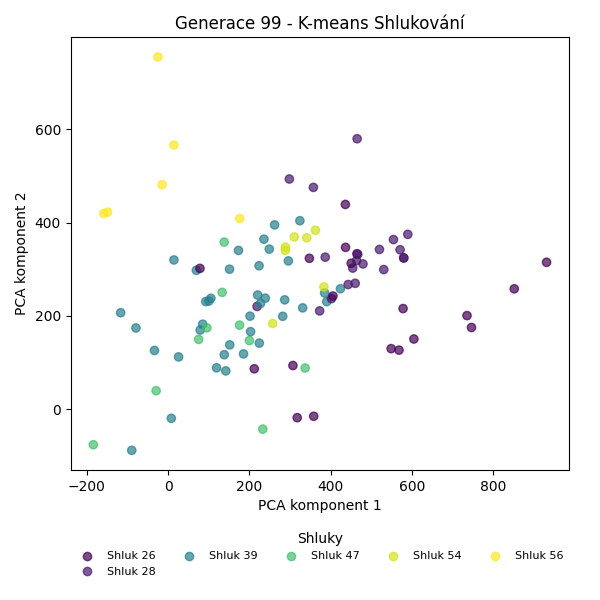 Generace 99 - K-means Shlukování
600
400
200
0
PCA komponent 2
−200 0 200 400 600 800
PCA komponent 1
Shluky
Shluk 26 Shluk 39 Shluk 47 Shluk 54 Shluk 56
Shluk 28